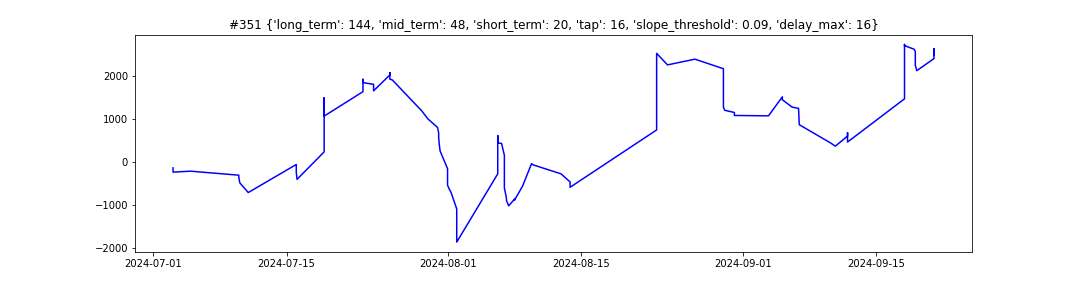 #351 {'long_term': 144, 'mid_term': 48, 'short_term': 20, 'tap': 16, 'slope_threshold': 0.09, 'delay_max': 16}
2000
1000
0
−1000
−2000
2024-07-01 2024-07-15 2024-08-01 2024-08-15 2024-09-01 2024-09-15